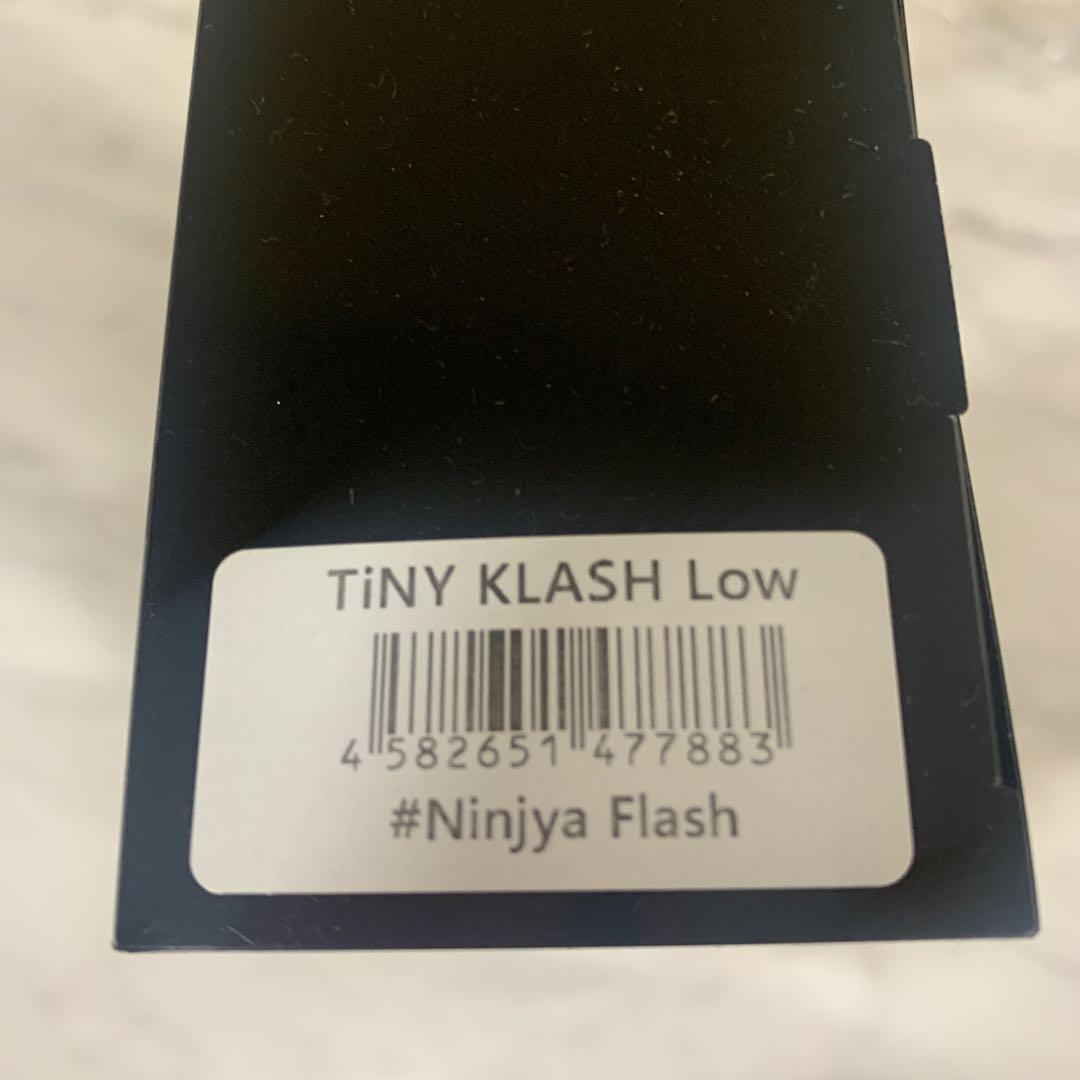 TiNY KLASH Low
4 582651 477883
#Ninjya Flash